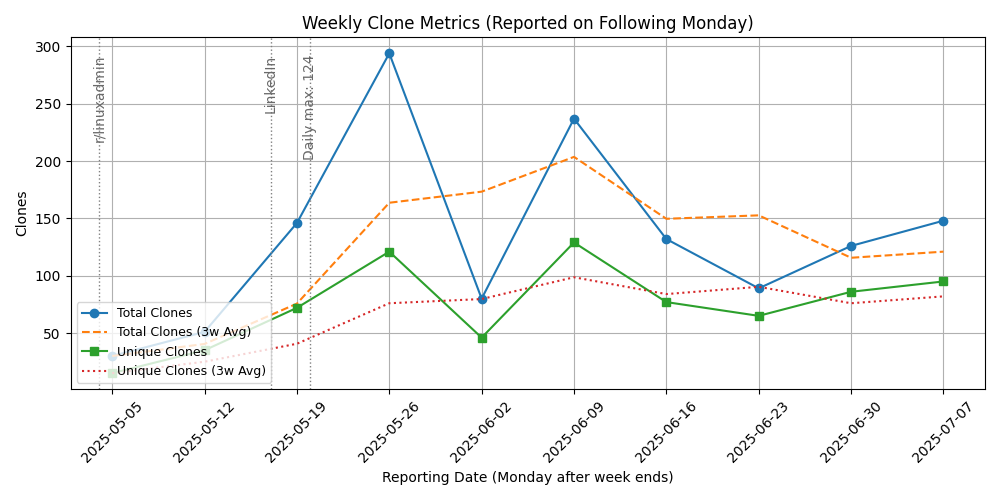 Weekly Clone Metrics (Reported on Following Monday)
300
250
200
150
100
50
Clones
r/linuxadmin
LinkedIn
Daily max: 124
Total Clones
Total Clones (3w Avg)
Unique Clones
Unique Clones (3w Avg)
2025-05-05
2025-05-12
2025-05-19
2025-05-26
2025-06-02
2025-06-09
2025-06-16
2025-06-23
2025-06-30
2025-07-07
Reporting Date (Monday after week ends)